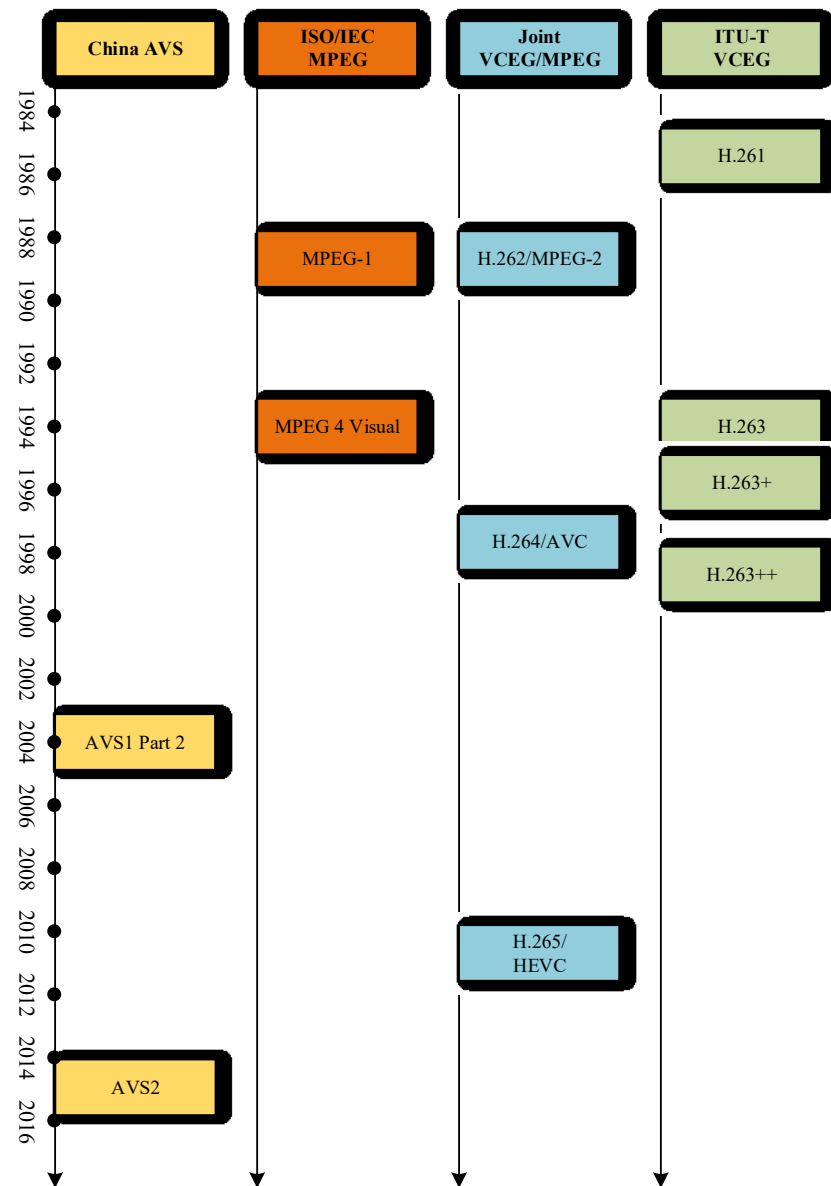 China AVS
ISO/IEC
MPEG
Joint
VCEG/MPEG
ITU-T
VCEG
1984
H.261
1986
1988
MPEG-1
H.262/MPEG-2
1990
1992
1994
MPEG 4 Visual
H.263
1996
H.263+
1998
H.264/AVC
H.263++
2000
2002
2004
AVS1 Part 2
2006
2008
2010
H.265/
HEVC
2012
2014
AVS2
2016